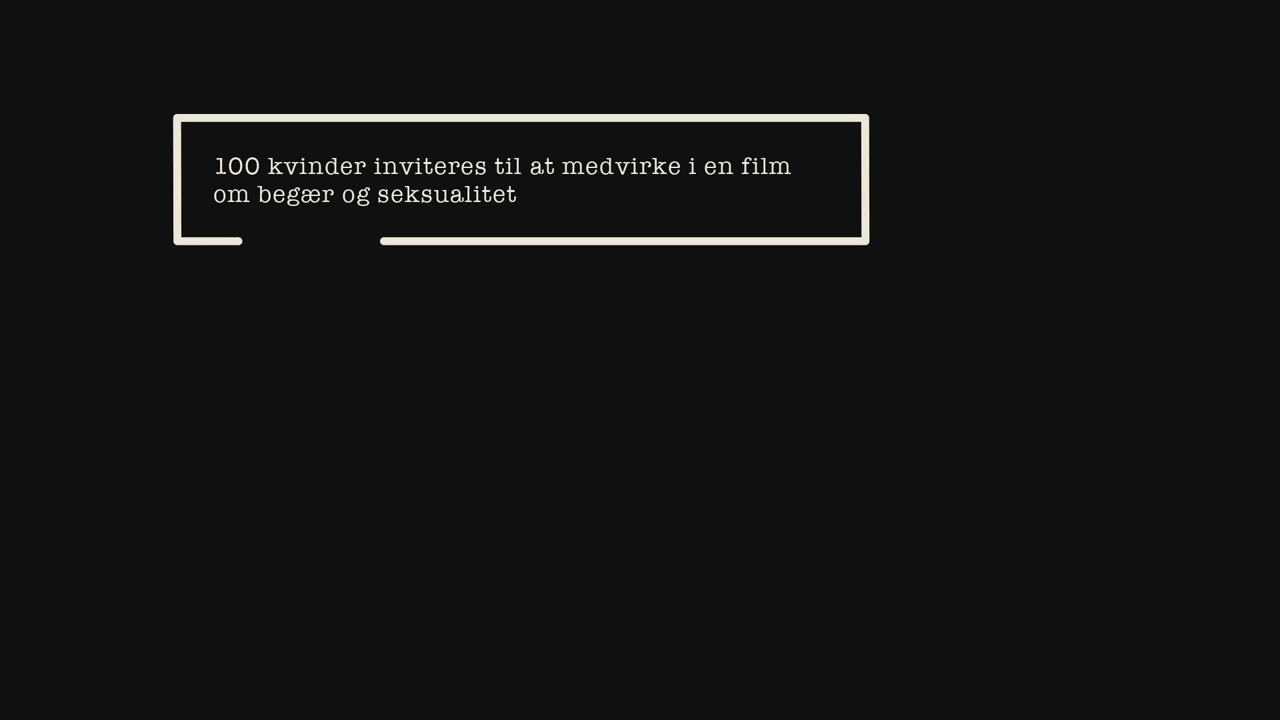 100 kvinder inviteres til at medvirke i en film
om begær og seksualitet